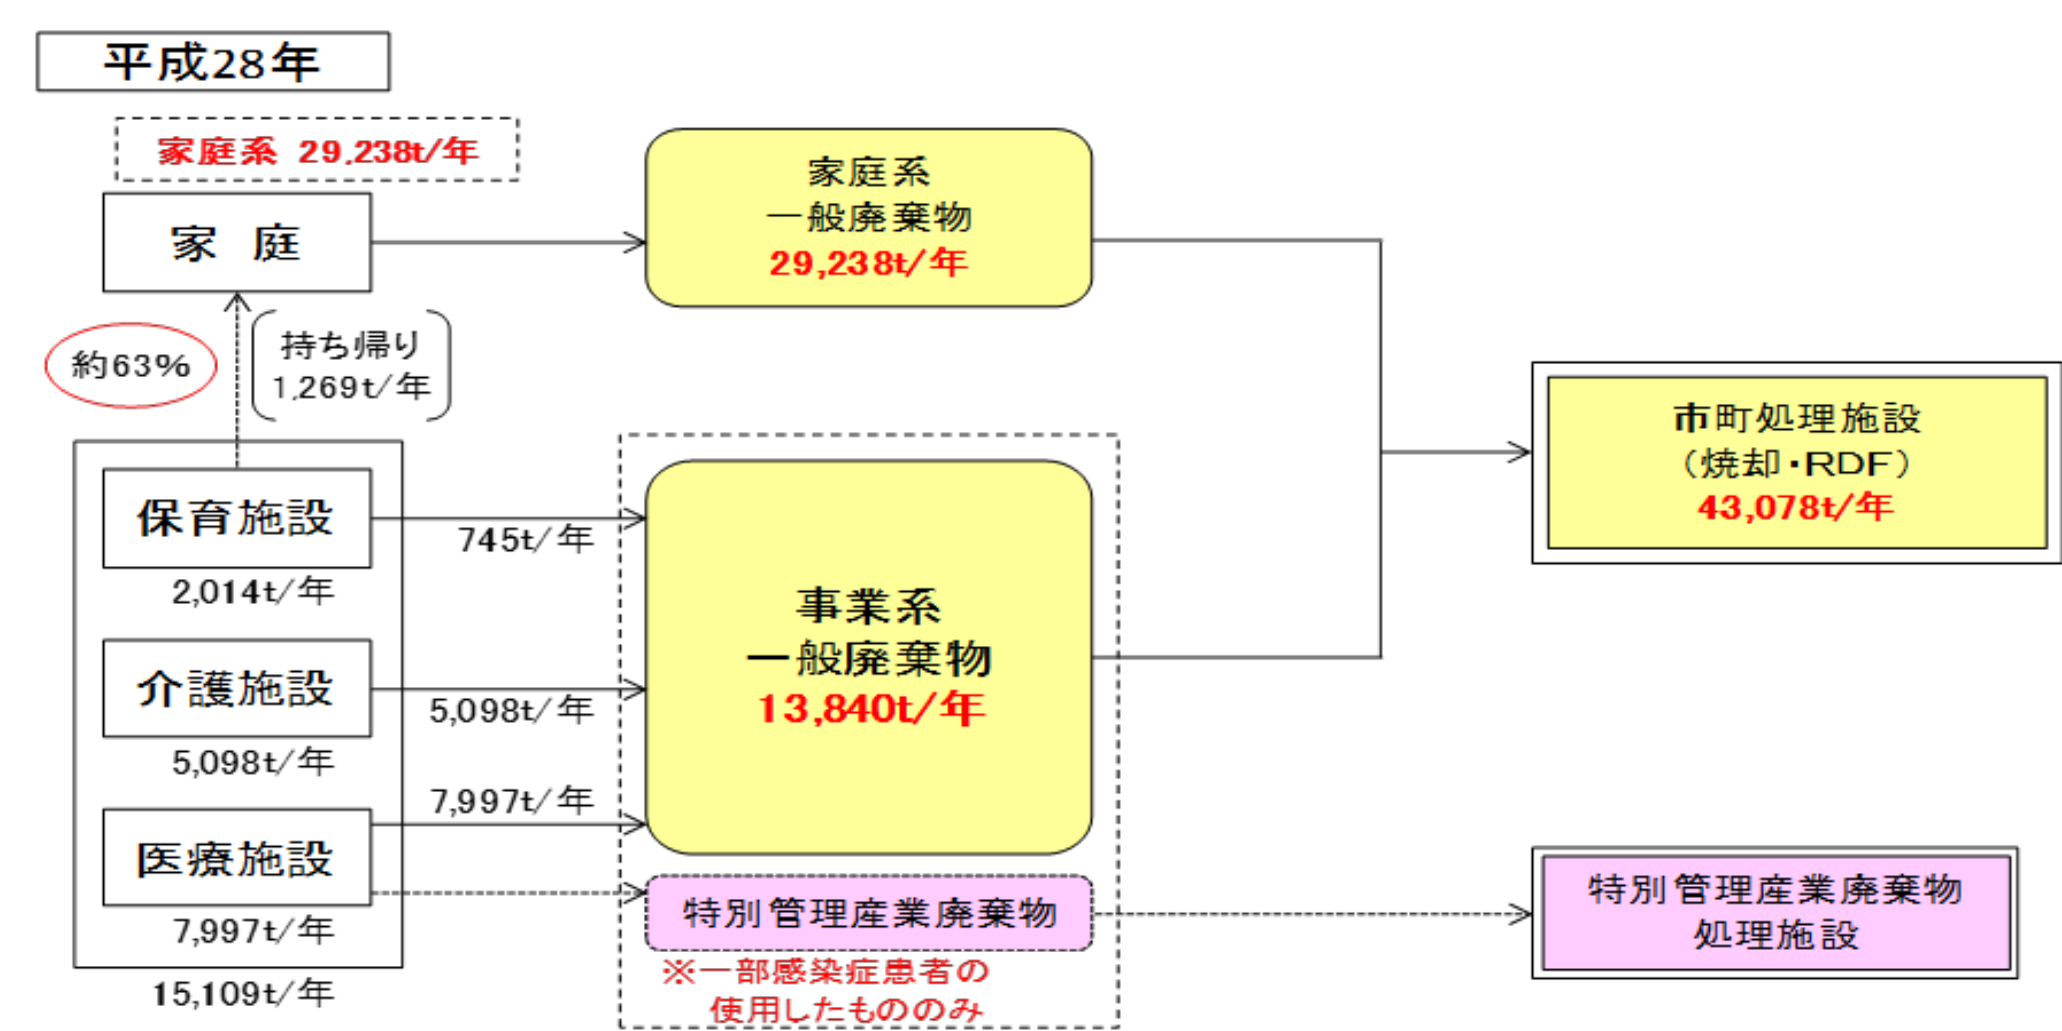 平成28年
家庭系 29,238t/年
家 庭
家庭系
一般廃棄物
29,238t/年
約63%
持ち帰り
1,269t/年
保育施設
2,014t/年
745t/年
介護施設
5,098t/年
5,098t/年
医療施設
7,997t/年
7,997t/年
15,109t/年
事業系
一般廃棄物
13,840t/年
特別管理産業廃棄物
※一部感染症患者の
使用したもののみ
市町処理施設
(焼却・RDF)
43,078t/年
特別管理産業廃棄物
処理施設